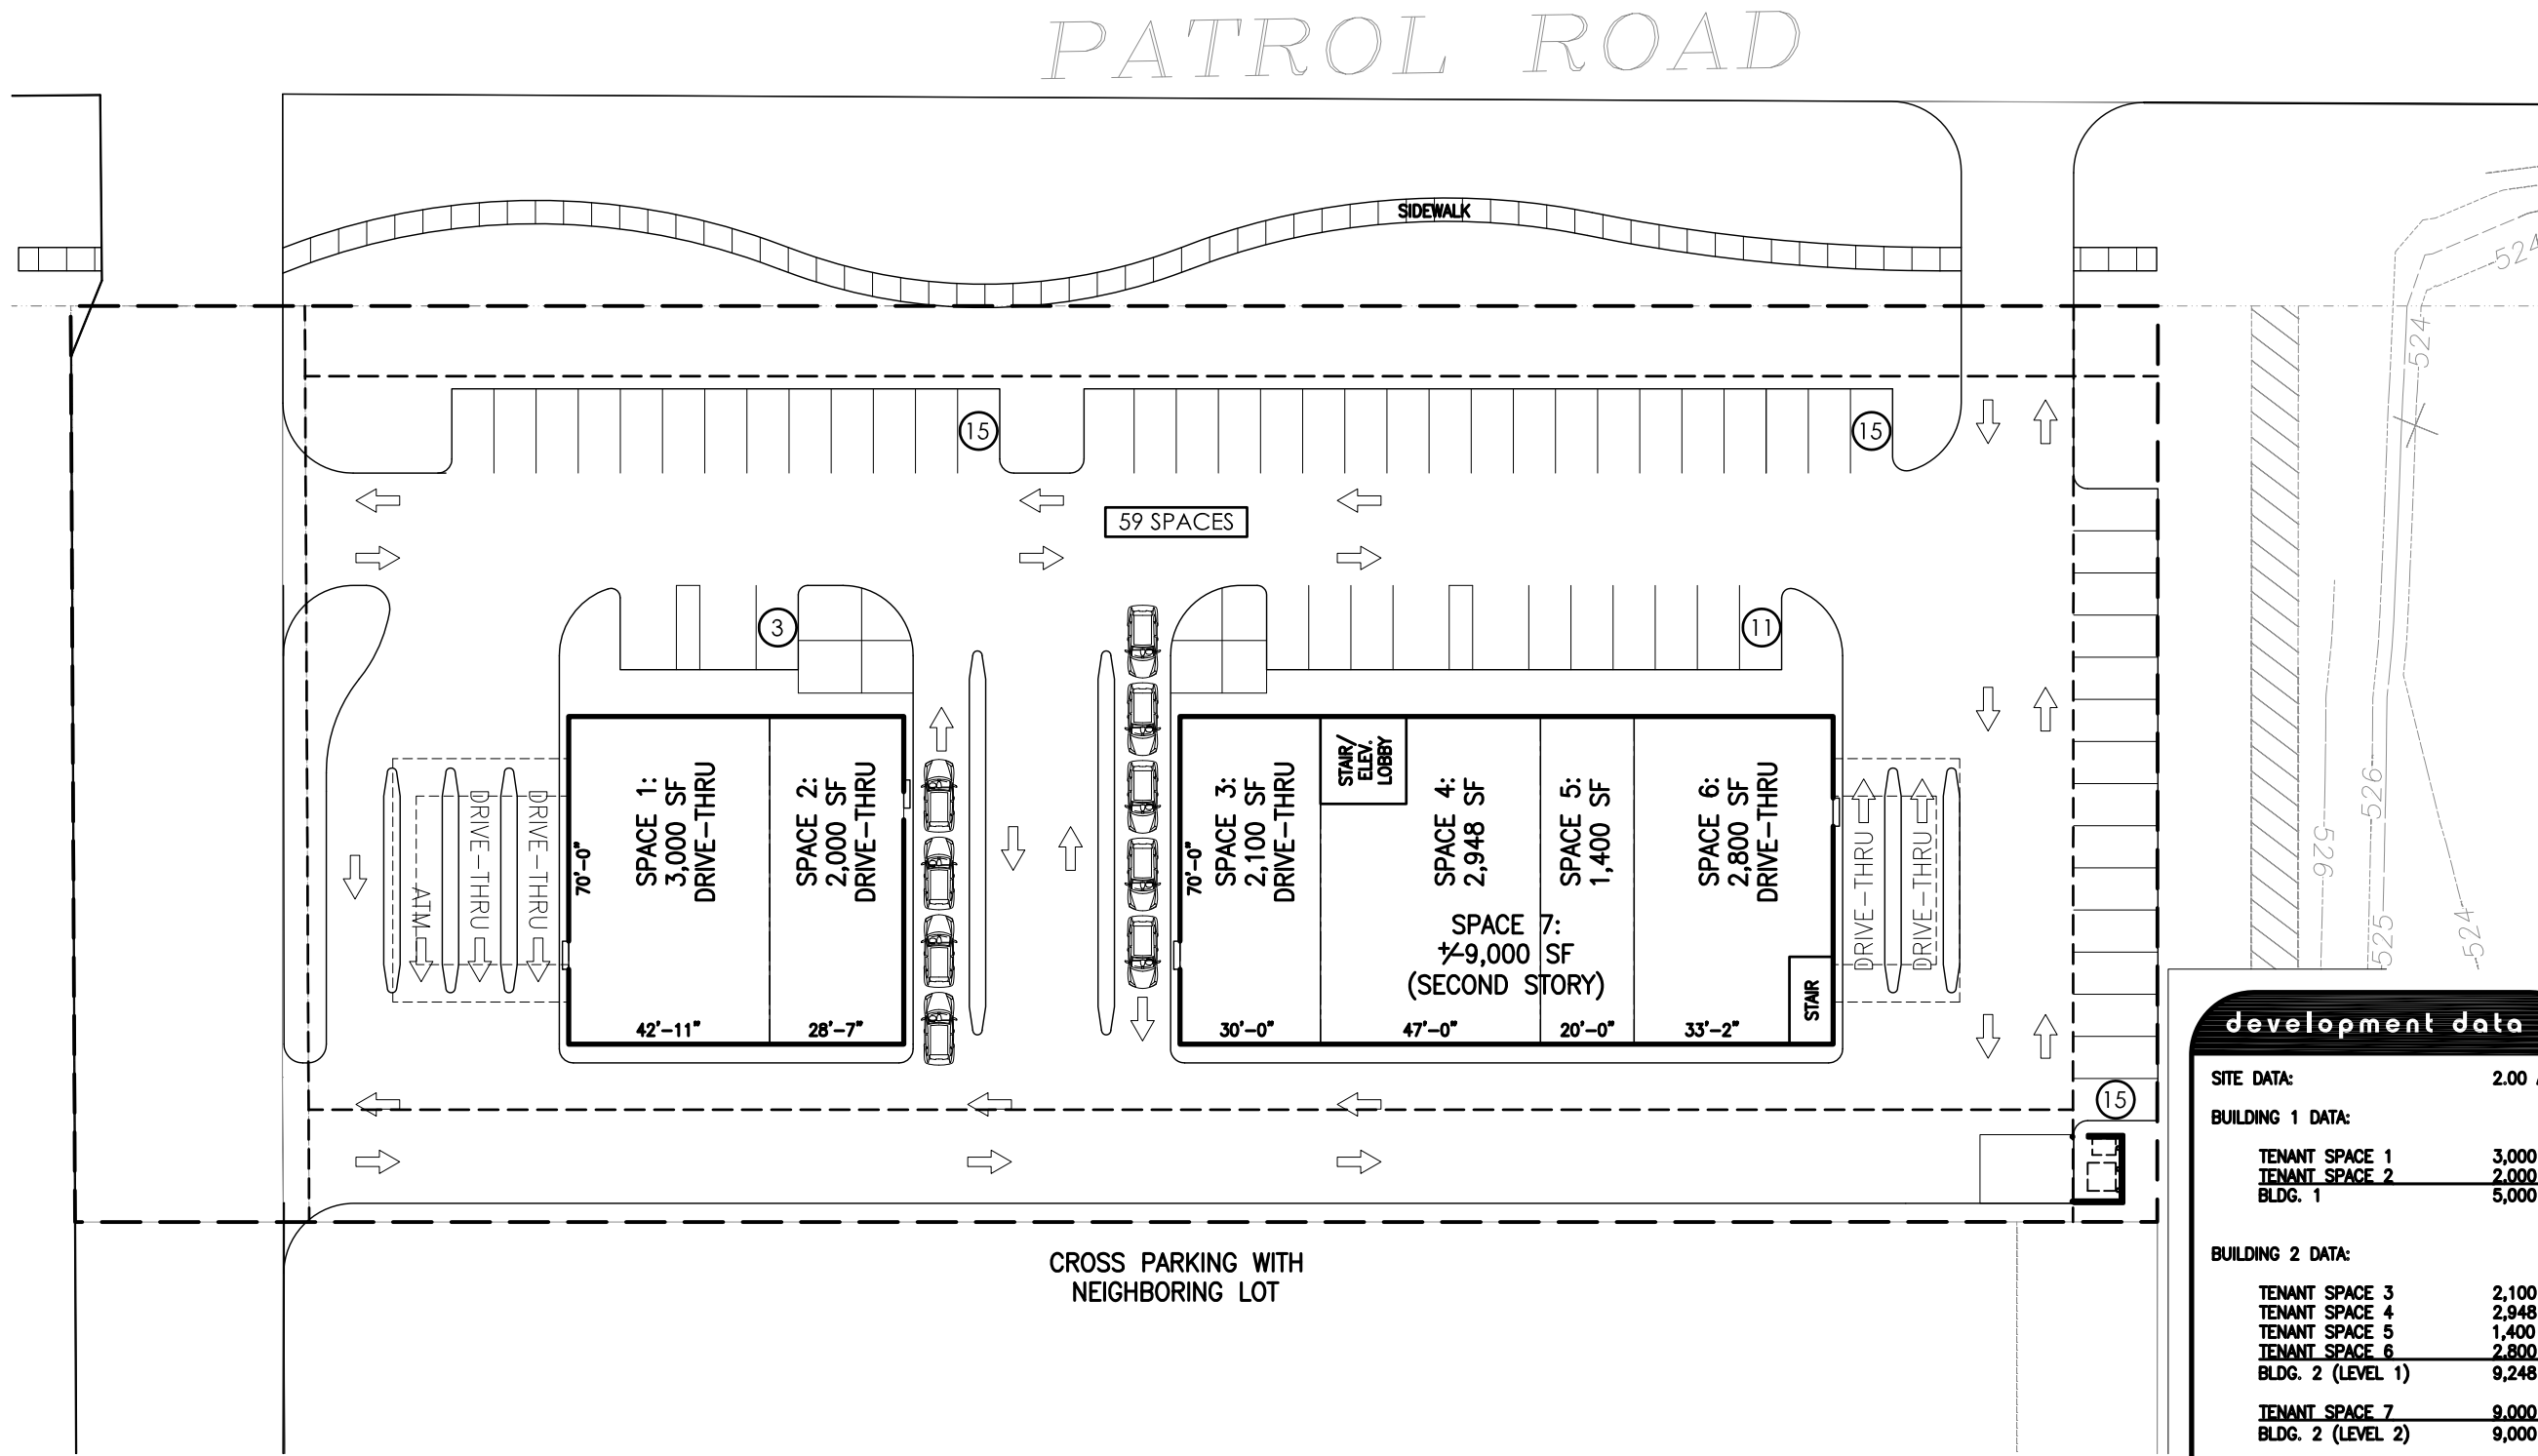 PATROL ROAD
SIDEWALK
524
524
15
15
59 SPACES
3
11
SPACE 1:
3,000 SF
DRIVE-THRU
70'-0"
42'-11"
SPACE 2:
2,000 SF
DRIVE-THRU
28'-7"
ATM
DRIVE-THRU
DRIVE-THRU
SPACE 3:
2,100 SF
DRIVE-THRU
70'-0"
30'-0"
STAIR/
ELEV.
LOBBY
SPACE 4:
2,948 SF
47'-0"
SPACE 5:
1,400 SF
20'-0"
SPACE 6:
2,800 SF
DRIVE-THRU
33'-2"
SPACE 7:
+/-9,000 SF
(SECOND STORY)
STAIR
DRIVE-THRU
DRIVE-THRU
526
526
525
524
15
CROSS PARKING WITH
NEIGHBORING LOT
development data
SITE DATA: 2.00
BUILDING 1 DATA:
TENANT SPACE 1 3,000
TENANT SPACE 2 2,000
BLDG. 1 5,000
BUILDING 2 DATA:
TENANT SPACE 3 2,100
TENANT SPACE 4 2,948
TENANT SPACE 5 1,400
TENANT SPACE 6 2,800
BLDG. 2 (LEVEL 1) 9,248
TENANT SPACE 7 9,000
BLDG. 2 (LEVEL 2) 9,000